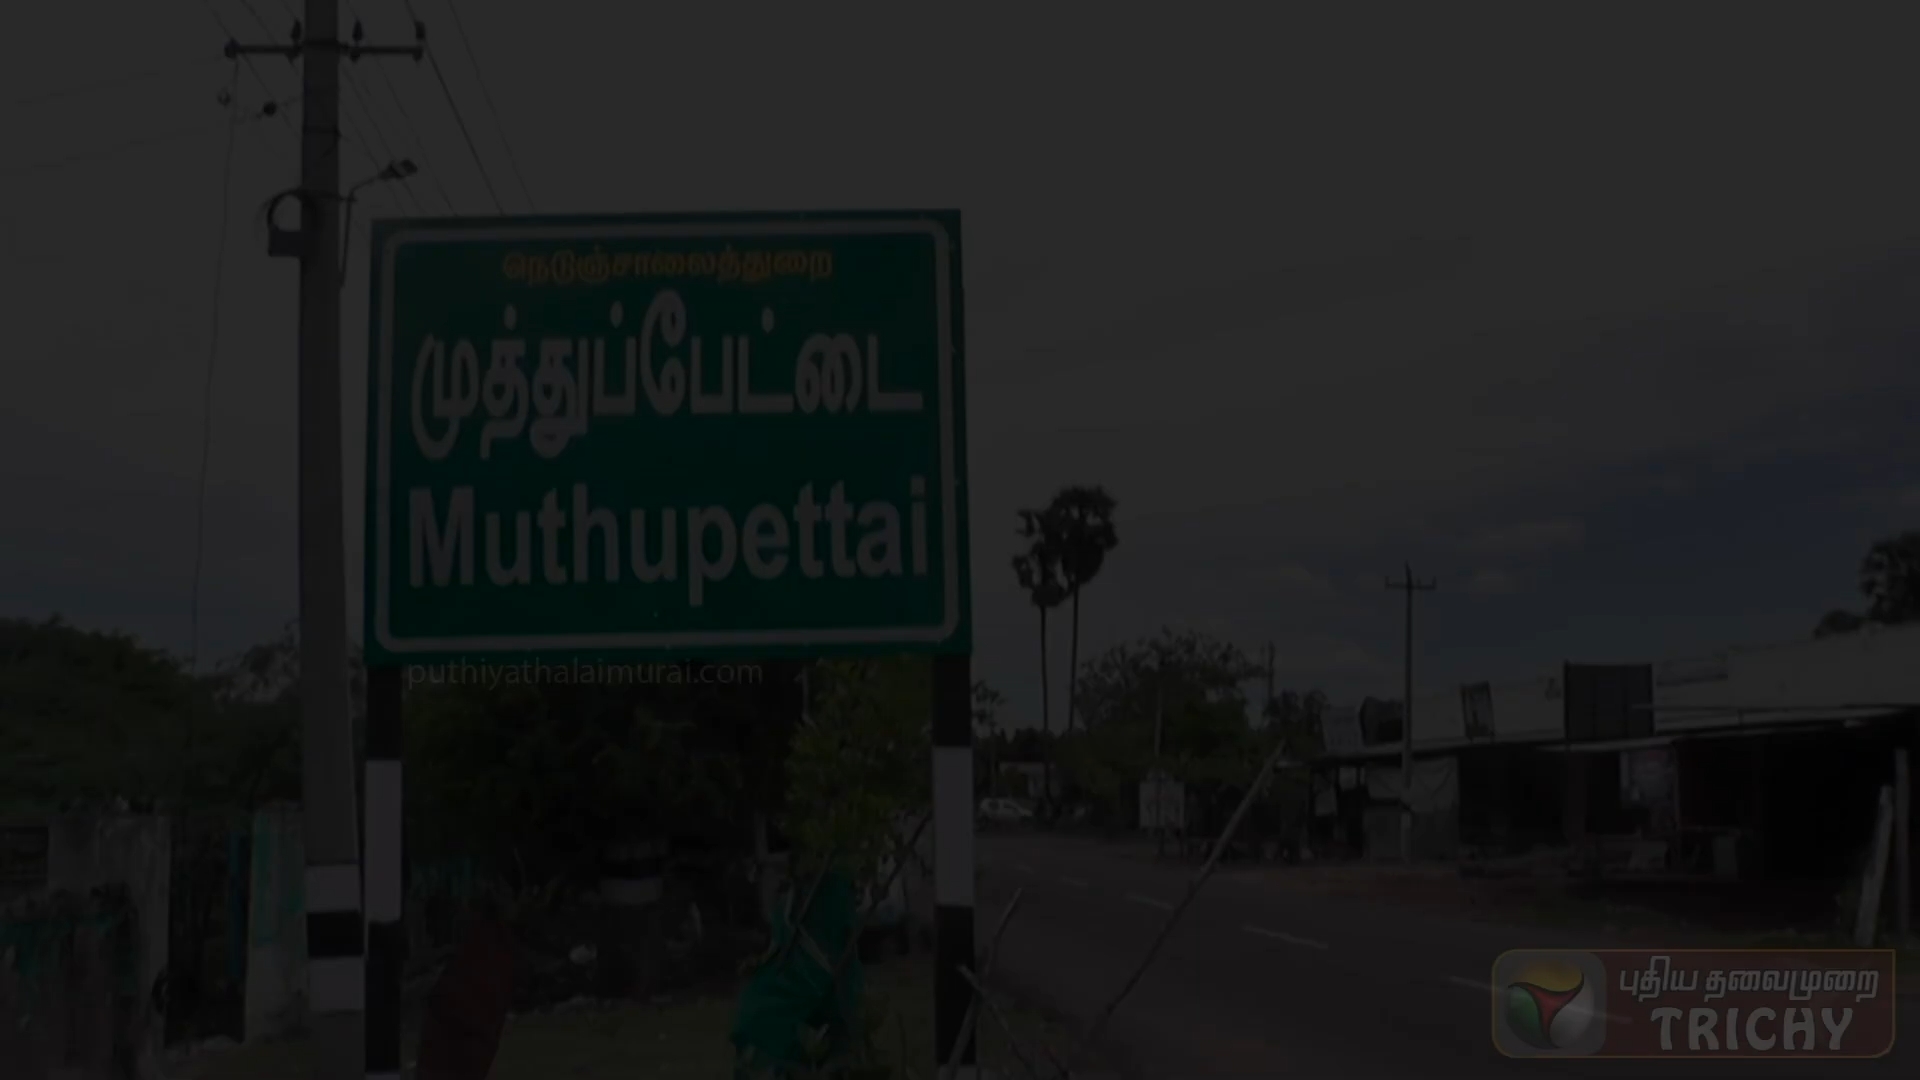 நெடுஞ்சாலைத்துறை
முத்துப்பேட்டை
Muthupettai
puthiyathalaimurai.com
புதிய தலைமுறை
TRICHY